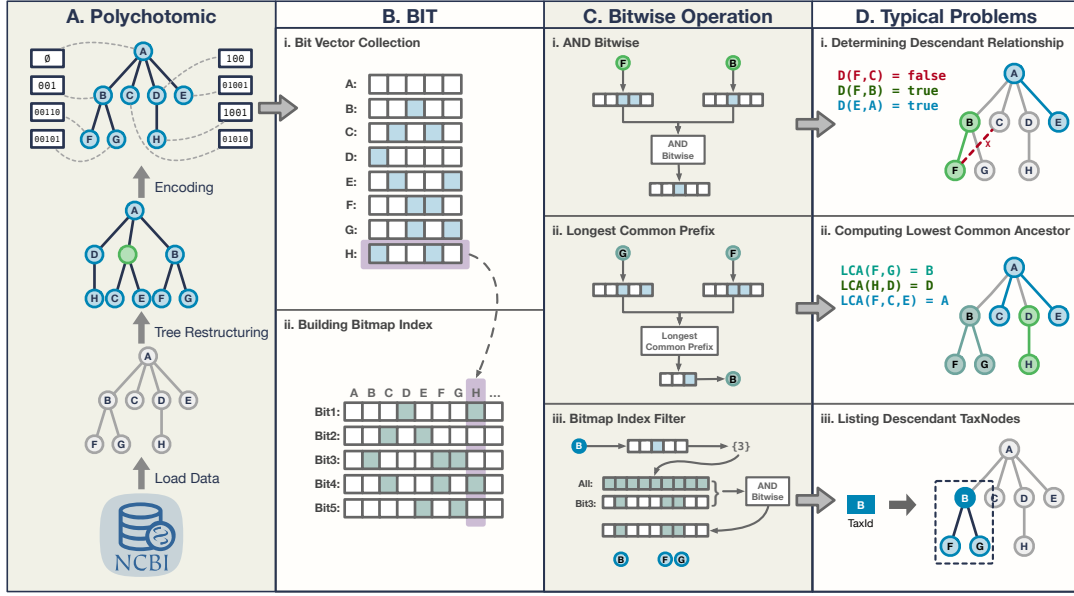 A. Polychotomic
Ø
001
00110
00101
100
01001
1001
01010
A
B
C
D
E
F
G
H
Encoding
A
D
B
H
C
E
F
G
Tree Restructuring
A
B
C
D
E
F
G
H
Load Data
NCBI
B. BIT
i. Bit Vector Collection
A:
B:
C:
D:
E:
F:
G:
H:
ii. Building Bitmap Index
A B C D E F G H ...
Bit1:
Bit2:
Bit3:
Bit4:
Bit5:
C. Bitwise Operation
i. AND Bitwise
F
B
AND
Bitwise
ii. Longest Common Prefix
G
F
Longest
Common Prefix
B
iii. Bitmap Index Filter
B
{3}
All:
Bit3:
AND
Bitwise
B
F
G
D. Typical Problems
i. Determining Descendant Relationship
D(F,C) = false
D(F,B) = true
D(E,A) = true
A
B
C
D
E
x
F
G
H
ii. Computing Lowest Common Ancestor
LCA(F,G) = B
LCA(H,D) = D
LCA(F,C,E) = A
A
B
C
D
E
F
G
H
iii. Listing Descendant TaxNodes
B
TaxId
A
B
C
D
E
F
G
H